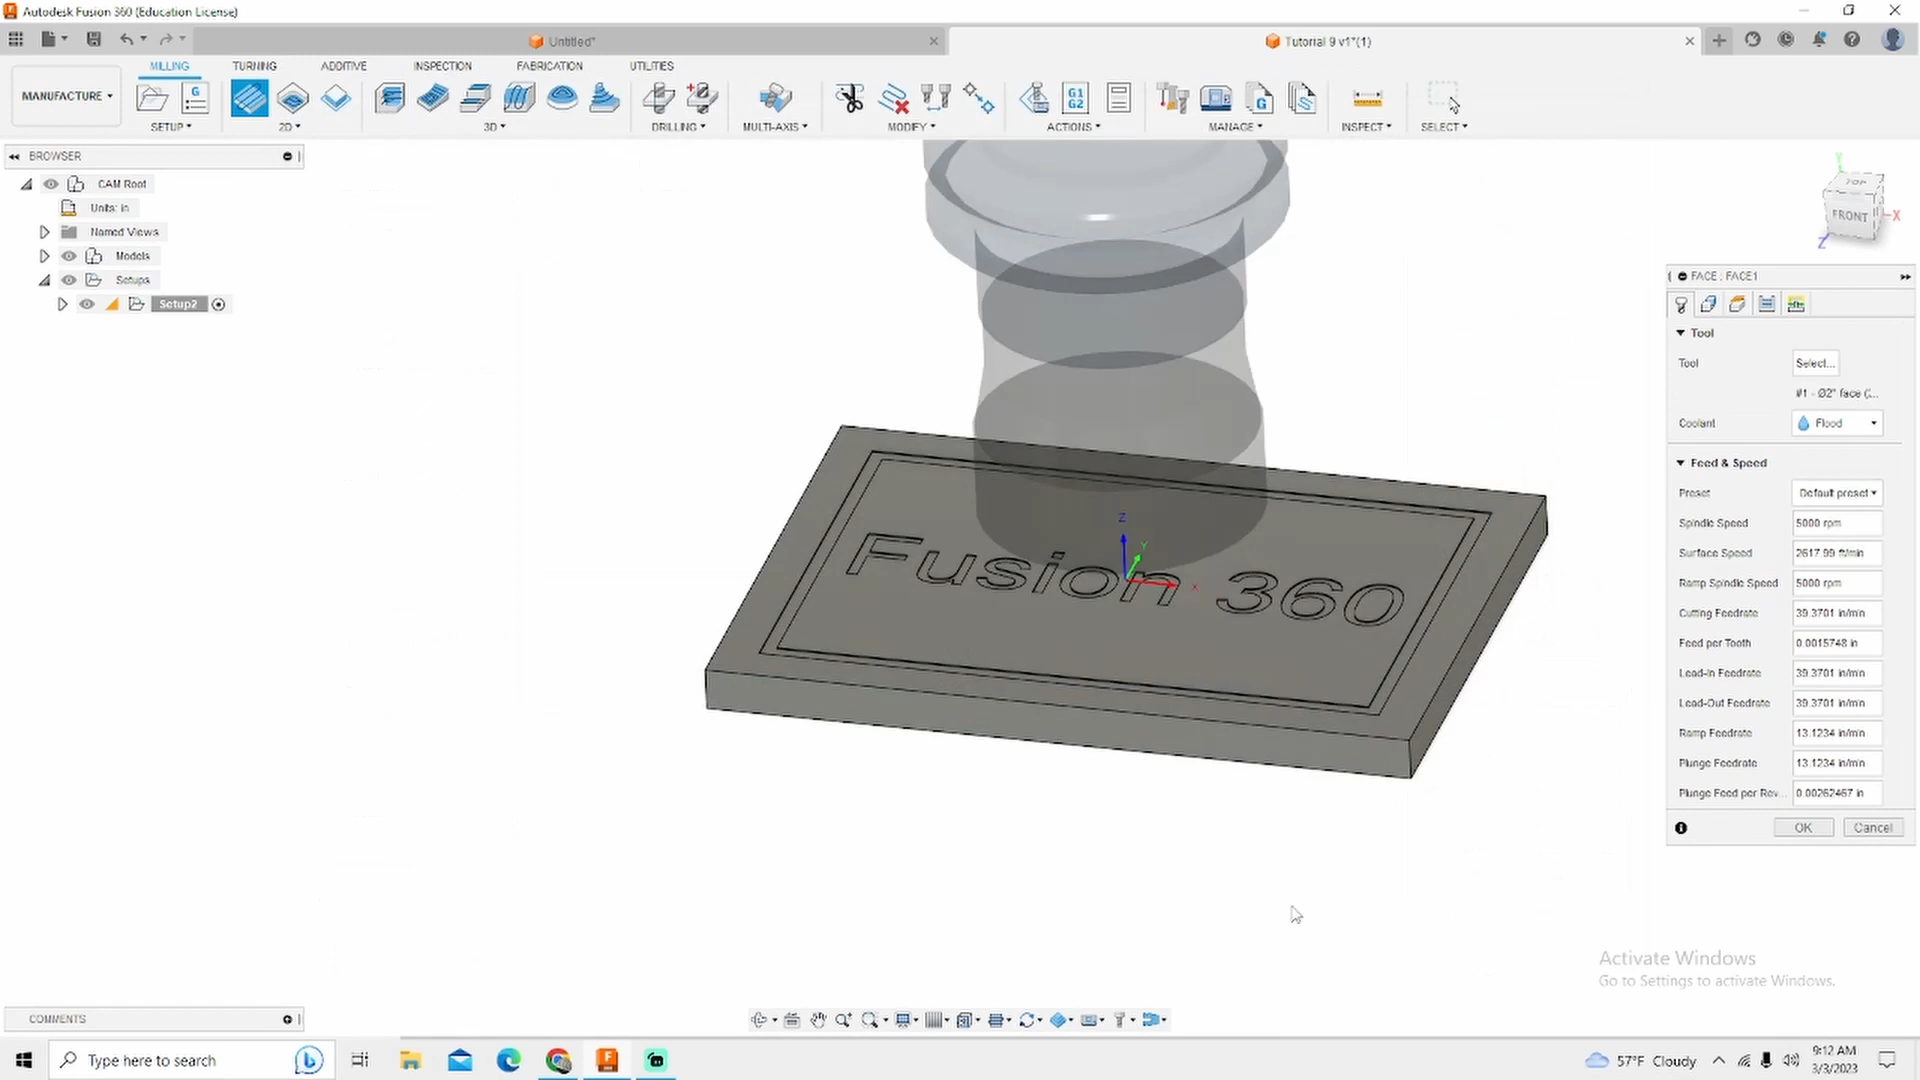 Autodesk Fusion 360 (Education License)
Untitled*
Tutorial 9 v1*(1)
MILLING TURNING ADDITIVE INSPECTION FABRICATION UTILITIES
MANUFACTURE
G
G1
G2
G
S
SETUP 2D 3D DRILLING MULTI-AXIS MODIFY ACTIONS MANAGE INSPECT SELECT
BROWSER
CAM Root
Units: in
Named Views
Models
Setups
Setup2
Y
TOP
FRONT
X
Z
Fusion 360
Z
Y
X
FACE : FACE1
Tool
Tool Select...
#1 - Ø2" face (...
Coolant Flood
Feed & Speed
Preset Default preset
Spindle Speed 5000 rpm
Surface Speed 2617.99 ft/min
Ramp Spindle Speed 5000 rpm
Cutting Feedrate 39.3701 in/min
Feed per Tooth 0.0015748 in
Lead-In Feedrate 39.3701 in/min
Lead-Out Feedrate 39.3701 in/min
Ramp Feedrate 13.1234 in/min
Plunge Feedrate 13.1234 in/min
Plunge Feed per Rev... 0.00262467 in
OK Cancel
Activate Windows
Go to Settings to activate Windows.
COMMENTS
Type here to search
57°F Cloudy
9:12 AM
3/3/2023